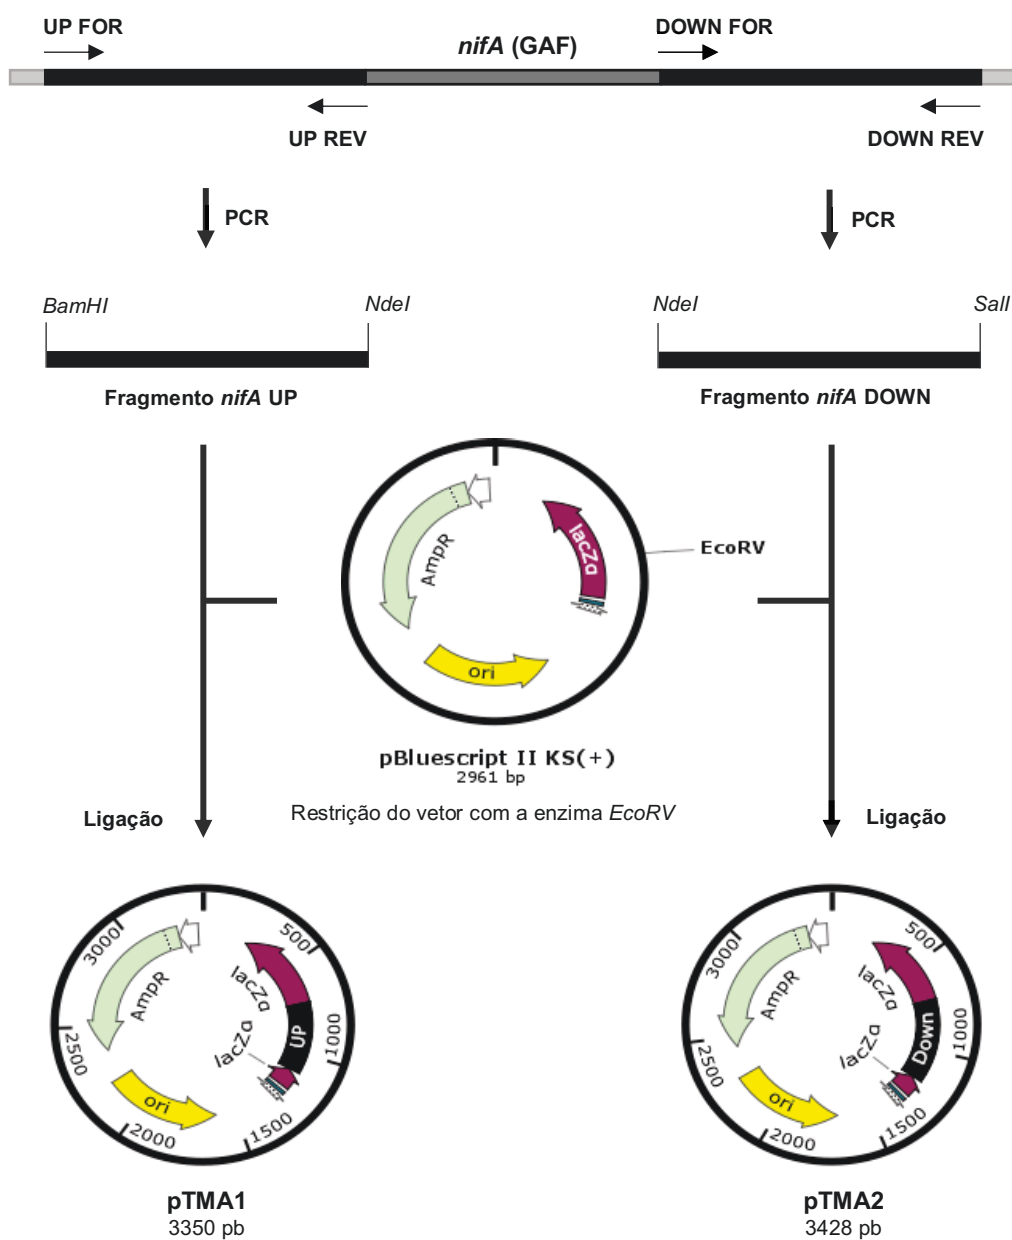 UP FOR
DOWN FOR
nifA (GAF)
UP REV
DOWN REV
PCR
PCR
BamHI
NdeI
NdeI
SalI
Fragmento nifA UP
Fragmento nifA DOWN
AmpR
lacZα
ori
EcoRV
pBluescript II KS(+)
2961 bp
Restrição do vetor com a enzima EcoRV
Ligação
Ligação
3000
500
AmpR
lacZα
UP
lacZα
1000
2500
ori
2000
1500
pTMA1
3350 pb
3000
500
AmpR
lacZα
Down
lacZα
1000
2500
ori
2000
1500
pTMA2
3428 pb